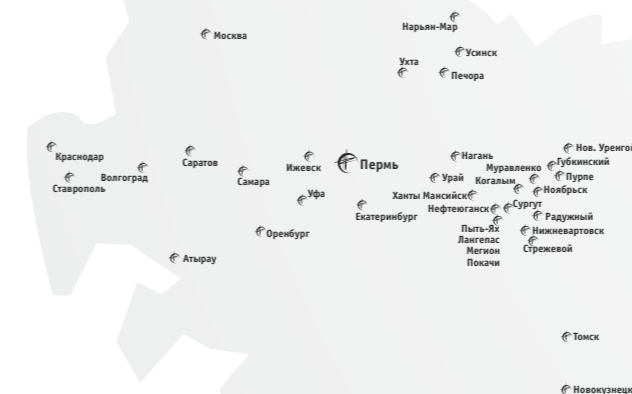 Нарьян-Мар
Москва
Усинск
Ухта
Печора
Краснодар
Саратов
Ижевск
Пермь
Нагань
Нов. Уренгой
Муравленко
Губкинский
Ставрополь
Волгоград
Самара
Урай
Когалым
Пурпе
Уфа
Ханты Мансийск
Ноябрьск
Екатеринбург
Нефтеюганск
Сургут
Радужный
Оренбург
Пыть-Ях
Нижневартовск
Лангепас
Стрежевой
Мегион
Атырау
Покачи
Томск
Новокузнецк